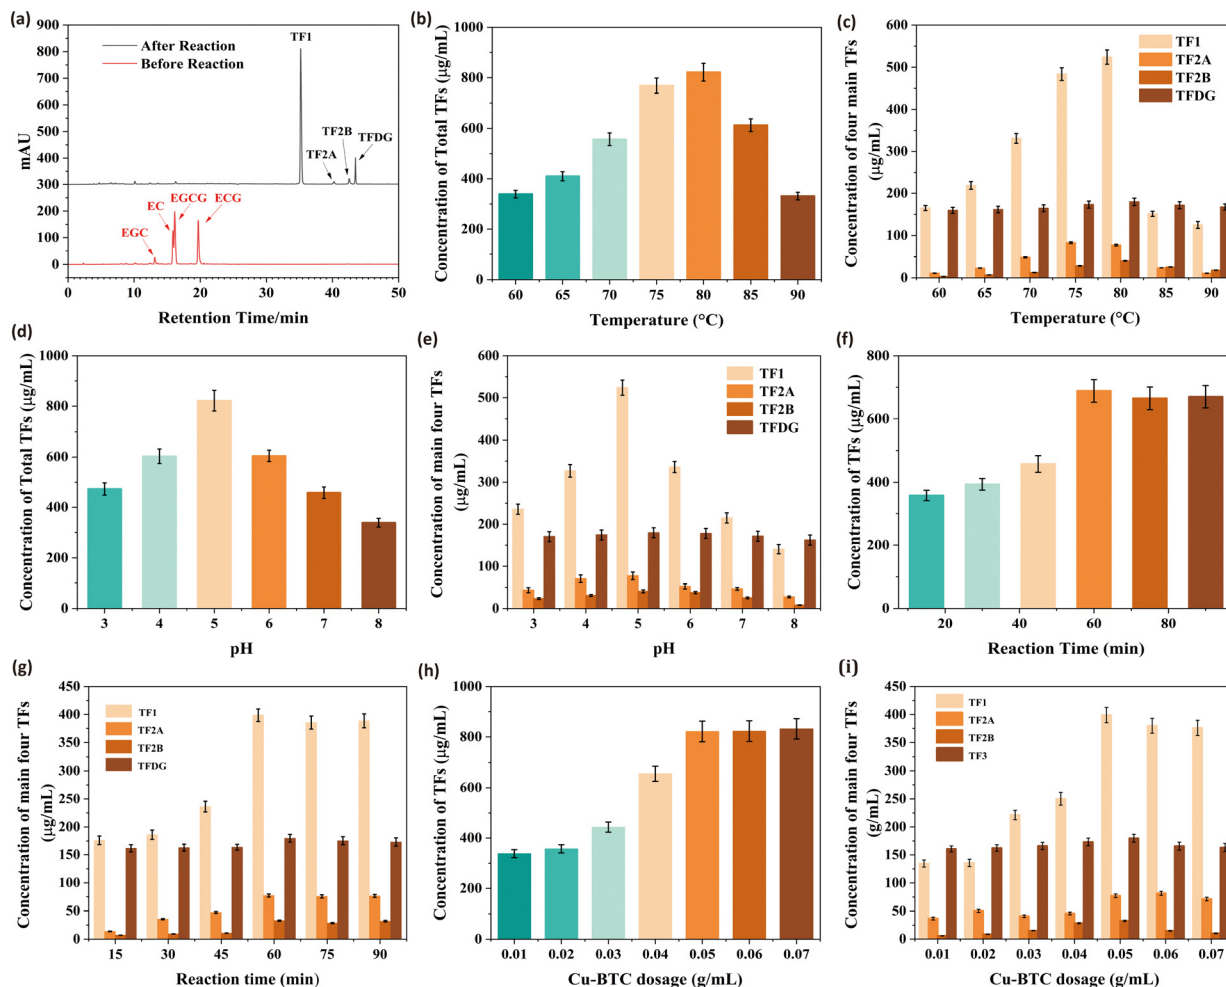 (a)
900
800
700
600
500
400
300
200
100
0
mAU
After Reaction
Before Reaction
TF1
TF2B
TFDG
TF2A
EGCG
EC
ECG
EGC
0 10 20 30 40 50
Retention Time/min
(b)
Concentration of Total TFs (μg/mL)
1000
800
600
400
200
0
60 65 70 75 80 85 90
Temperature (°C)
(c)
Concentration of four main TFs
(μg/mL)
600
500
400
300
200
100
0
TF1
TF2A
TF2B
TFDG
60 65 70 75 80 85 90
Temperature (°C)
(d)
Concentration of Total TFs (μg/mL)
1000
800
600
400
200
0
3 4 5 6 7 8
pH
(e)
Concentration of main four TFs
(μg/mL)
600
500
400
300
200
100
0
TF1
TF2A
TF2B
TFDG
3 4 5 6 7 8
pH
(f)
Concentration of TFs (μg/mL)
800
600
400
200
0
20 40 60 80
Reaction Time (min)
(g)
Concentration of main four TFs
(μg/mL)
450
400
350
300
250
200
150
100
50
0
TF1
TF2A
TF2B
TFDG
15 30 45 60 75 90
Reaction time (min)
(h)
Concentration of TFs (μg/mL)
1000
800
600
400
200
0
0.01 0.02 0.03 0.04 0.05 0.06 0.07
Cu-BTC dosage (g/mL)
(i)
Concentration of main four TFs
(g/mL)
450
400
350
300
250
200
150
100
50
0
TF1
TF2A
TF2B
TF3
0.01 0.02 0.03 0.04 0.05 0.06 0.07
Cu-BTC dosage (g/mL)